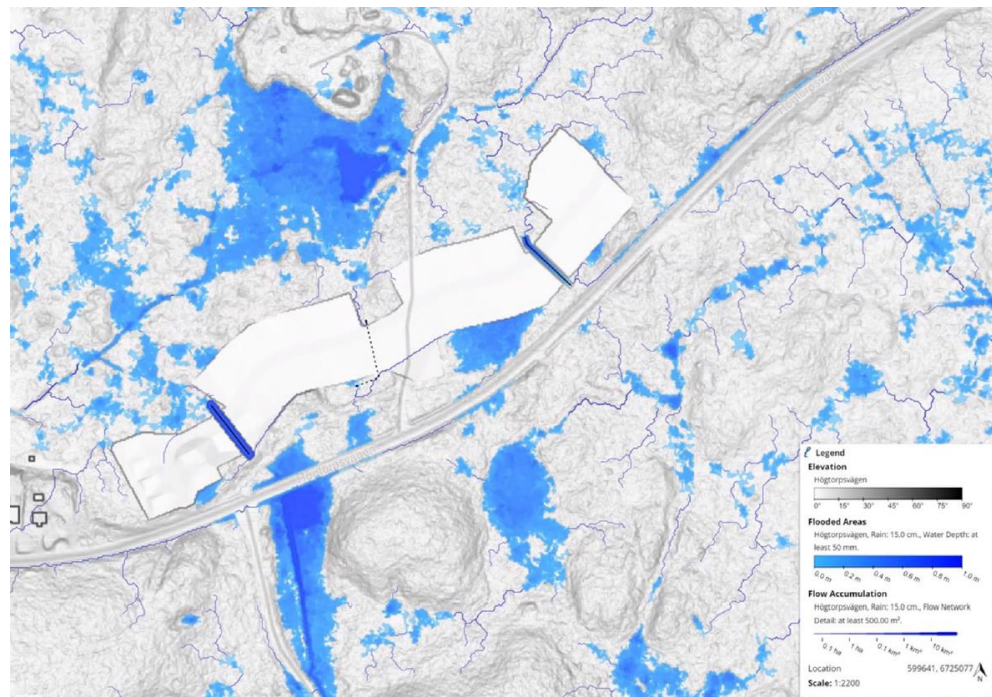 Legend
Elevation
Högtorpsvägen
0° 15° 30° 45° 60° 75° 90°
Flooded Areas
Högtorpsvägen, Rain: 15.0 cm., Water Depth: at
least 50 mm.
0.0 m 0.2 m 0.4 m 0.6 m 0.8 m 1.0 m
Flow Accumulation
Högtorpsvägen, Rain: 15.0 cm., Flow Network
Detail: at least 500.00 m².
0.1 ha 1 ha 0.1 km² 1 km² 10 km²
Location 599641, 6725077
N
Scale: 1:2200